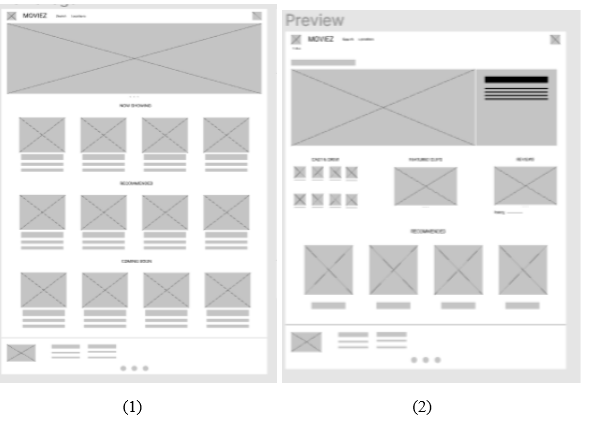 MOVIEZ Search Locations
NOW SHOWING
RECOMMENDED
COMING SOON
(1)
Preview
MOVIEZ Search Locations
CAST & CREW FEATURED CLIPS REVIEWS
Rating
RECOMMENDED
(2)